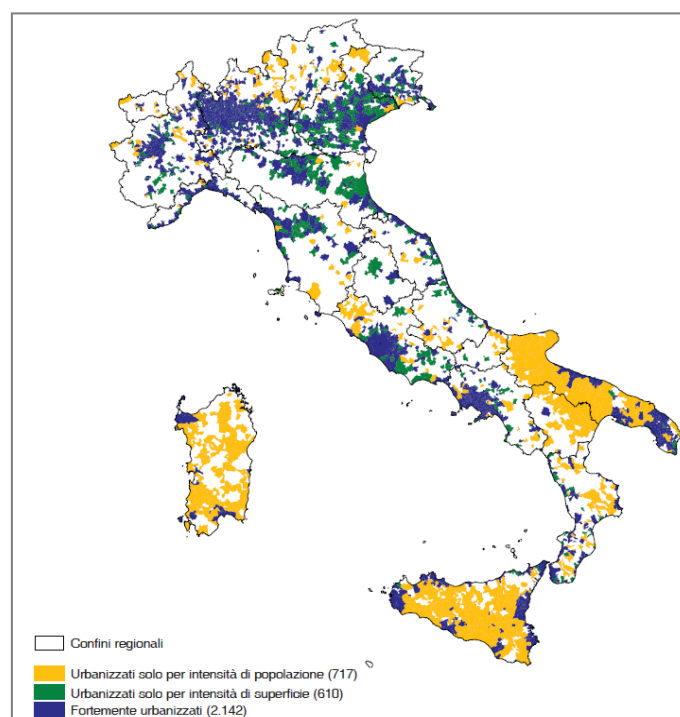 Confini regionali
Urbanizzati solo per intensità di popolazione (717)
Urbanizzati solo per intensità di superficie (610)
Fortemente urbanizzati (2.142)